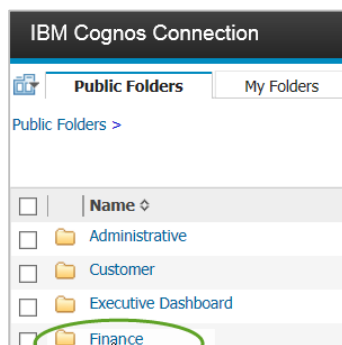 IBM Cognos Connection
Public Folders My Folders
Public Folders >
Name
Administrative
Customer
Executive Dashboard
Finance